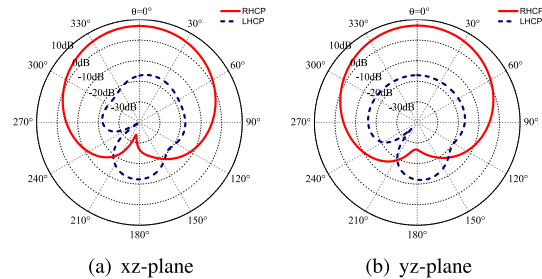 θ=0°
RHCP
LHCP
330°
30°
10dB
0dB
-10dB
-20dB
-30dB
300°
60°
270°
90°
240°
120°
210°
150°
180°
(a) xz-plane
θ=0°
RHCP
LHCP
330°
30°
10dB
0dB
-10dB
-20dB
-30dB
300°
60°
270°
90°
240°
120°
210°
150°
180°
(b) yz-plane